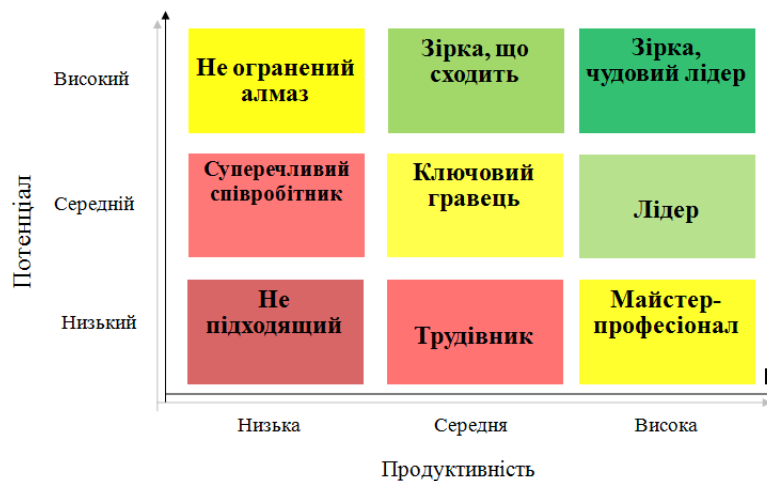 Потенціал
Високий
Не огранений
алмаз
Зірка, що
сходить
Зірка,
чудовий лідер
Середній
Суперечливий
співробітник
Ключовий
гравець
Лідер
Низький
Не
підходящий
Трудівник
Майстер-
професіонал
Низька
Середня
Висока
Продуктивність